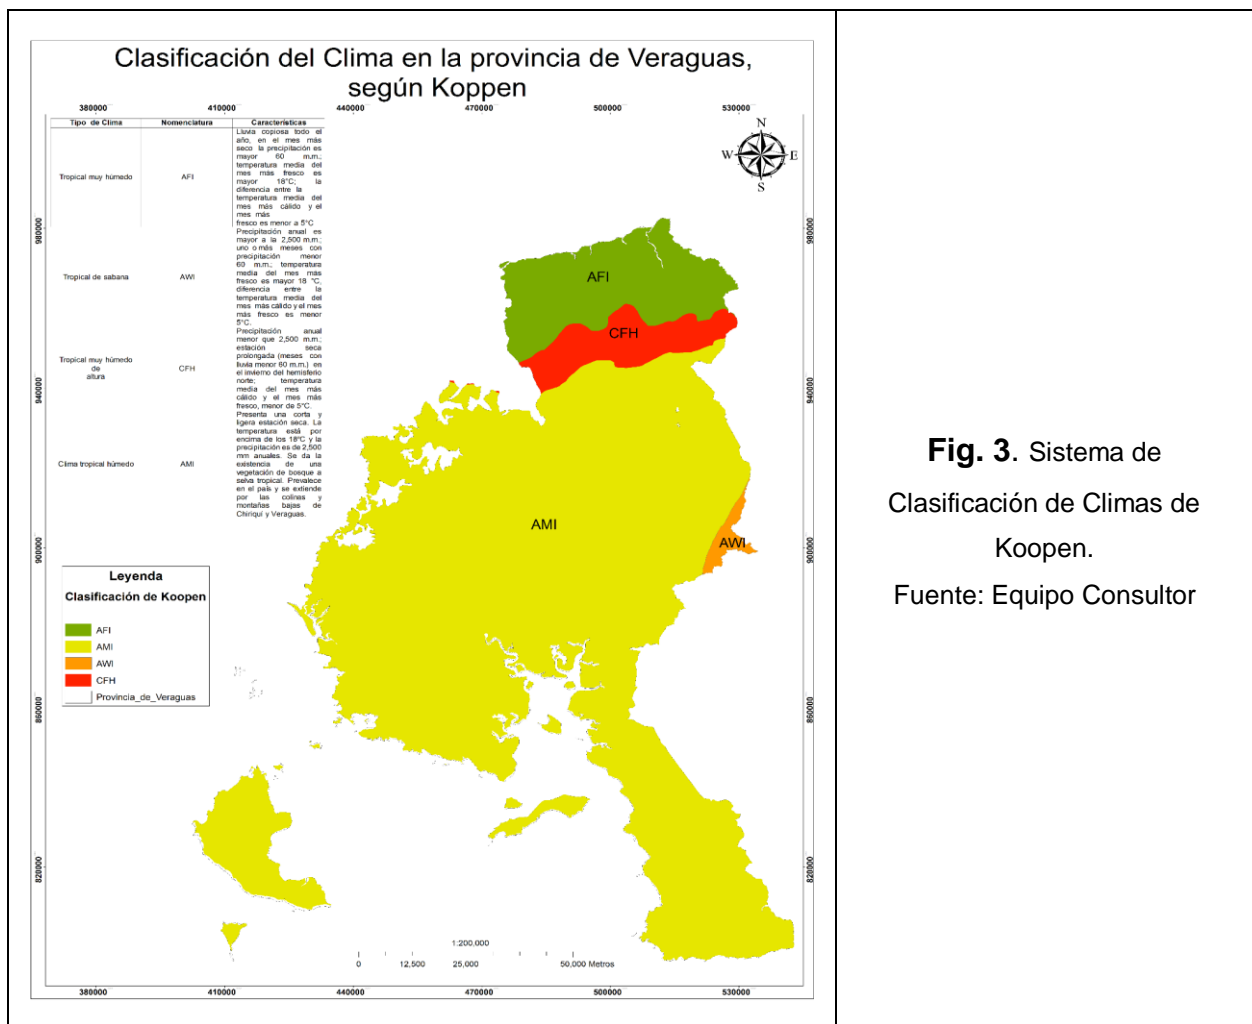 Clasificación del Clima en la provincia de Veraguas,
según Koppen
380000 410000 440000 470000 500000 530000
Tipo de Clima Nomenclatura Características
Tropical muy húmedo AFI
Lluvia copiosa todo el
año, en el mes más
seco la precipitación es
mayor 60 m.m.;
temperatura media del
mes más fresco es
mayor 18°C; la
diferencia entre la
temperatura media del
mes más cálido y el
mes más
fresco es menor a 5°C
Tropical de sabana AWI
Precipitación anual es
mayor a la 2,500 m.m.;
uno o más meses con
precipitación menor
60 m.m.; temperatura
media del mes más
fresco es mayor 18 °C,
diferencia entre la
temperatura media del
mes más cálido y el mes
más fresco es menor
5°C.
Tropical muy húmedo
de
altura
CFH
Precipitación anual
menor que 2,500 m.m.;
estación seca
prolongada (meses con
lluvia menor 60 m.m.) en
el invierno del hemisferio
norte; temperatura
media del mes más
cálido y el mes más
fresco, menor de 5°C.
Clima tropical húmedo AMI
Presenta una corta y
ligera estación seca. La
temperatura está por
encima de los 18°C y la
precipitación es de 2,500
mm anuales. Se da la
existencia de una
vegetación de bosque a
selva tropical. Prevalece
en el país y se extiende
por las colinas y
montañas bajas de
Chiriquí y Veraguas.
N
W E
S
980000 980000
940000 940000
900000 900000
860000 860000
820000 820000
AFI
CFH
AMI
AWI
Leyenda
Clasificación de Koopen
AFI
AMI
AWI
CFH
Provincia_de_Veraguas
1:200,000
0 12,500 25,000 50,000 Metros
380000 410000 440000 470000 500000 530000
Fig. 3. Sistema de
Clasificación de Climas de
Koopen.
Fuente: Equipo Consultor